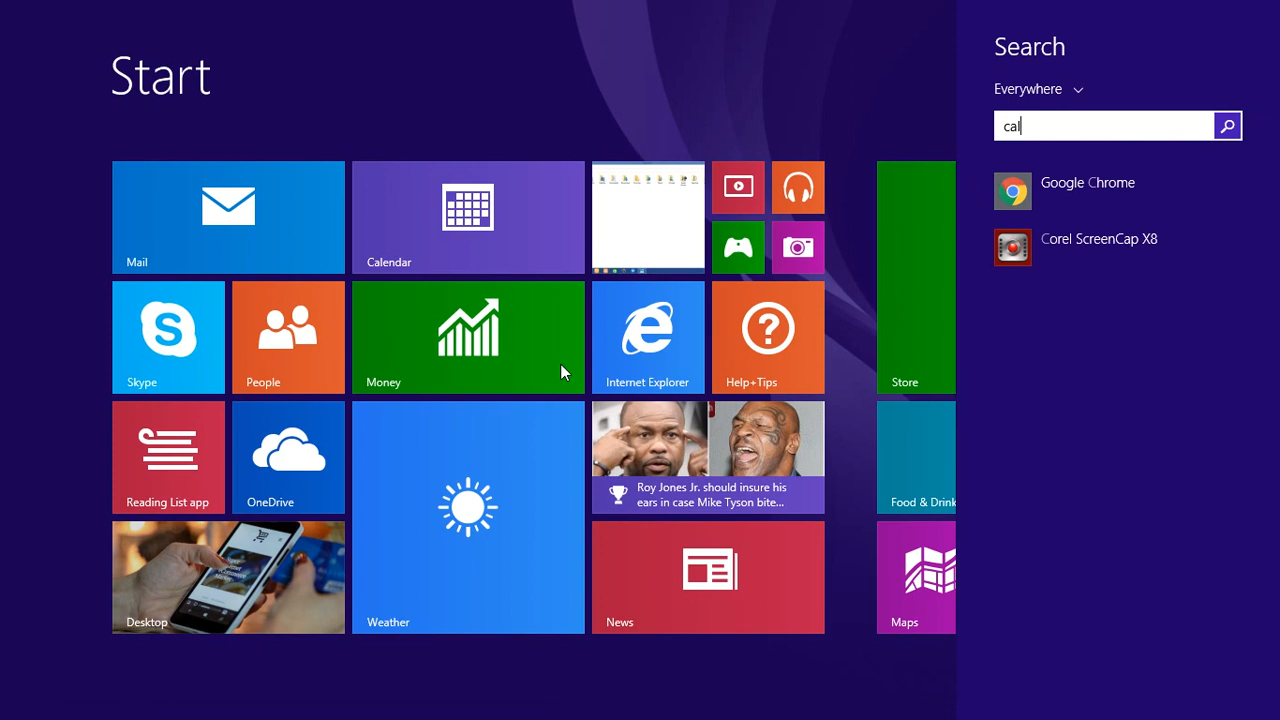 Start
Search
Everywhere
cal
Google Chrome
Corel ScreenCap X8
Mail
Calendar
Skype
People
Money
Internet Explorer
Help+Tips
Store
Reading List app
OneDrive
Roy Jones Jr. should insure his
ears in case Mike Tyson bite...
Food & Drink
Desktop
Weather
News
Maps